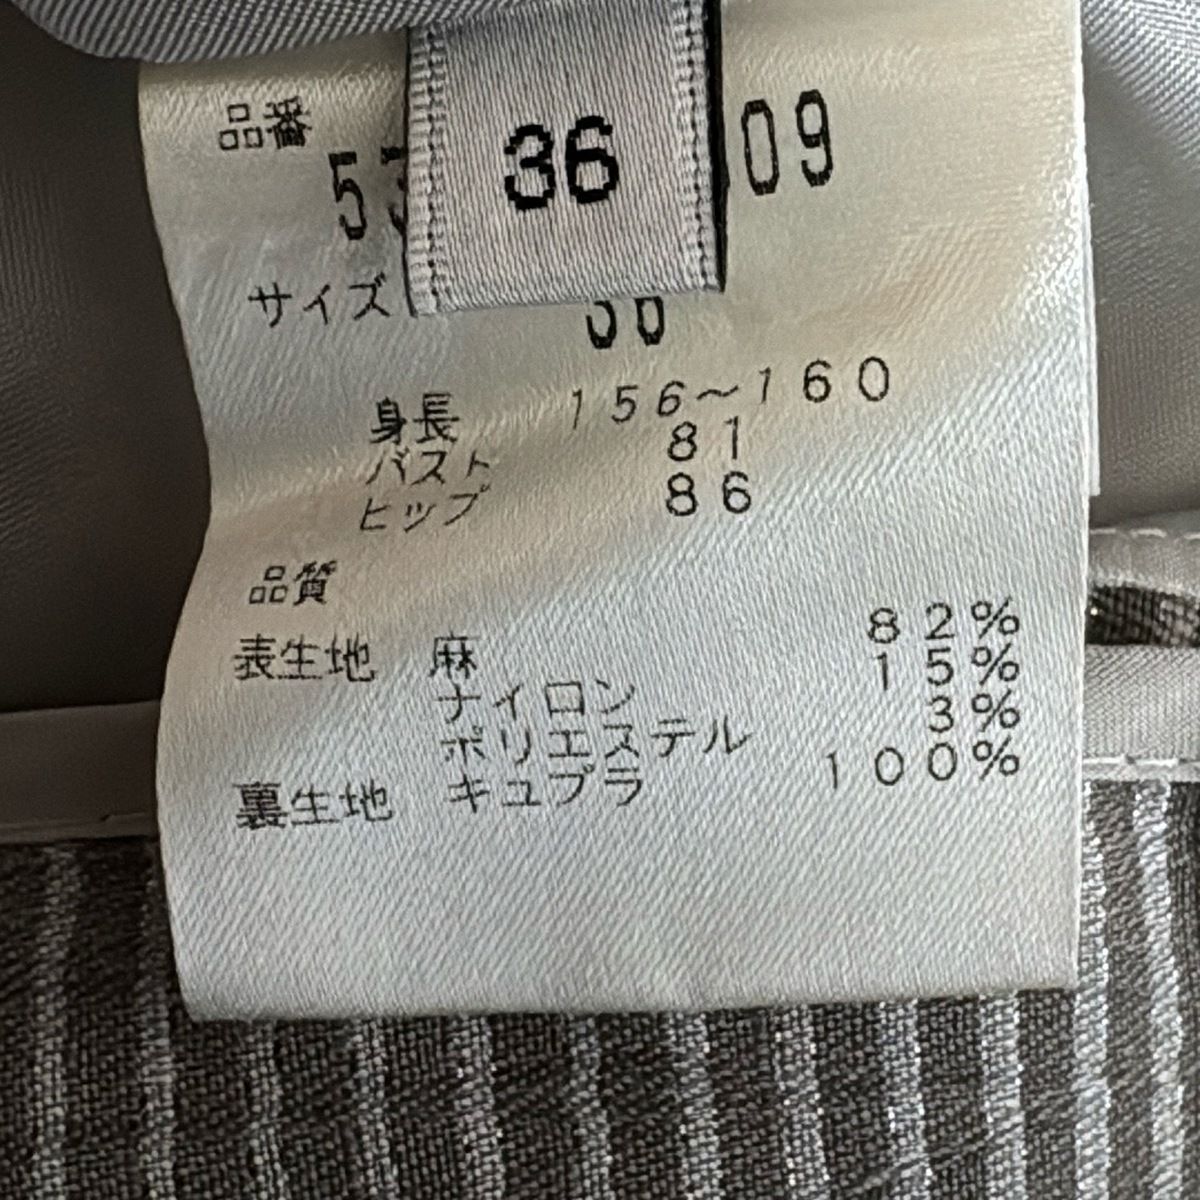 品番
36
09
サイズ
身長 156~160
バスト 81
ヒップ 86
品質
表生地 麻 82%
ナイロン 15%
ポリエステル 3%
裏生地 キュプラ 100%